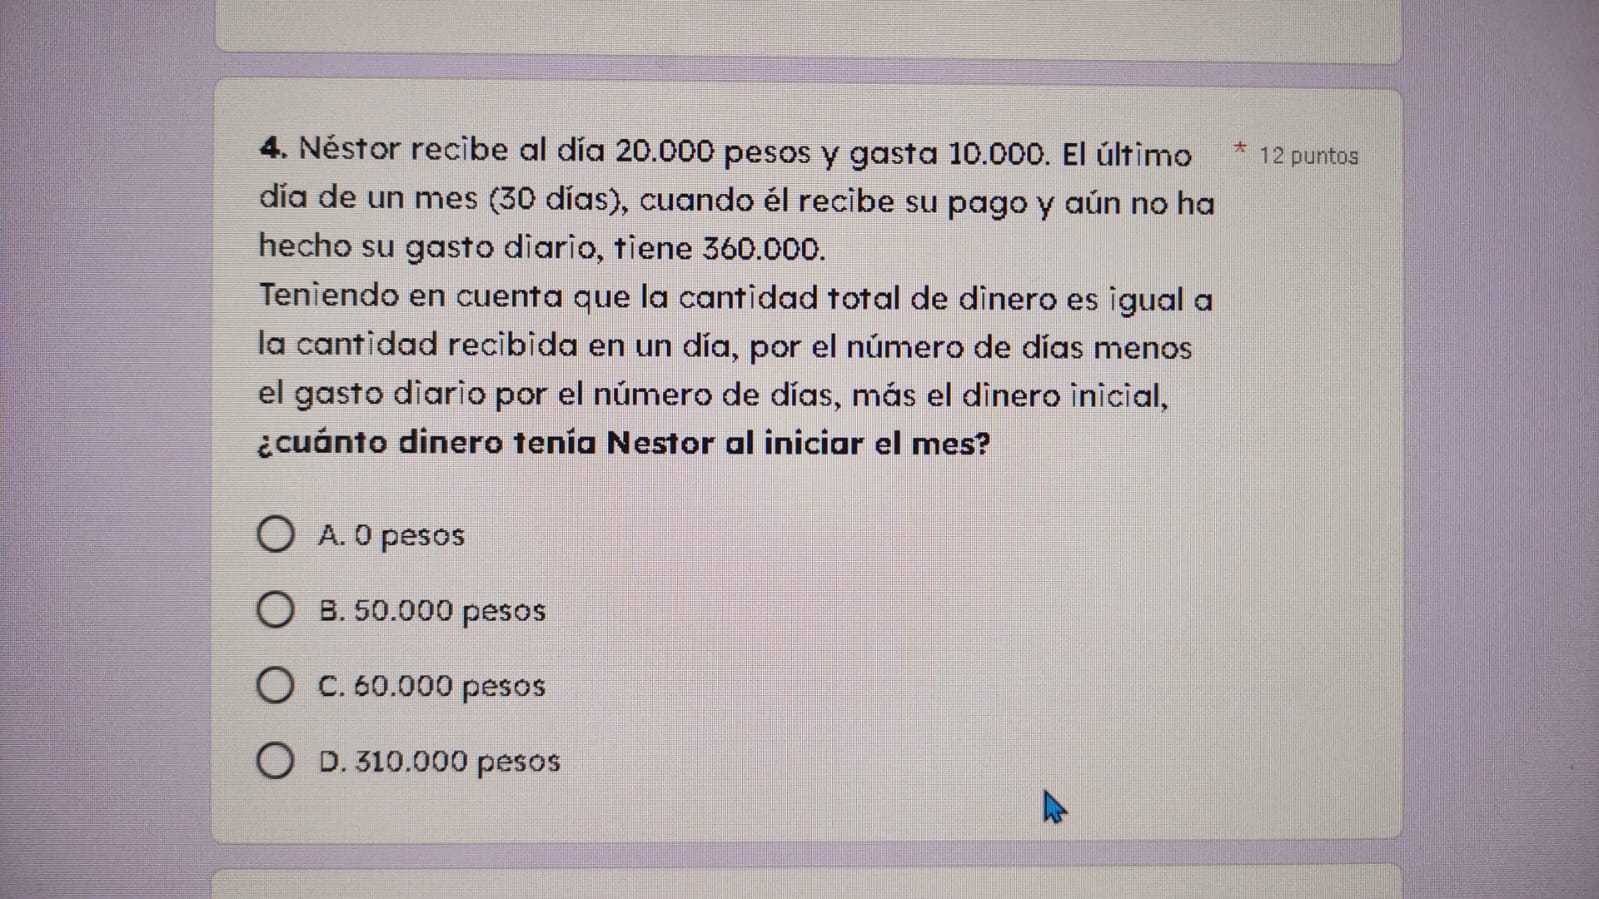 4. Néstor recibe al día 20.000 pesos y gasta 10.000. El último * 12 puntos
día de un mes (30 días), cuando él recibe su pago y aún no ha
hecho su gasto diario, tiene 360.000.
Teniendo en cuenta que la cantidad total de dinero es igual a
la cantidad recibida en un día, por el número de días menos
el gasto diario por el número de días, más el dinero inicial,
¿cuánto dinero tenía Nestor al iniciar el mes?
A. 0 pesos
B. 50.000 pesos
C. 60.000 pesos
D. 310.000 pesos